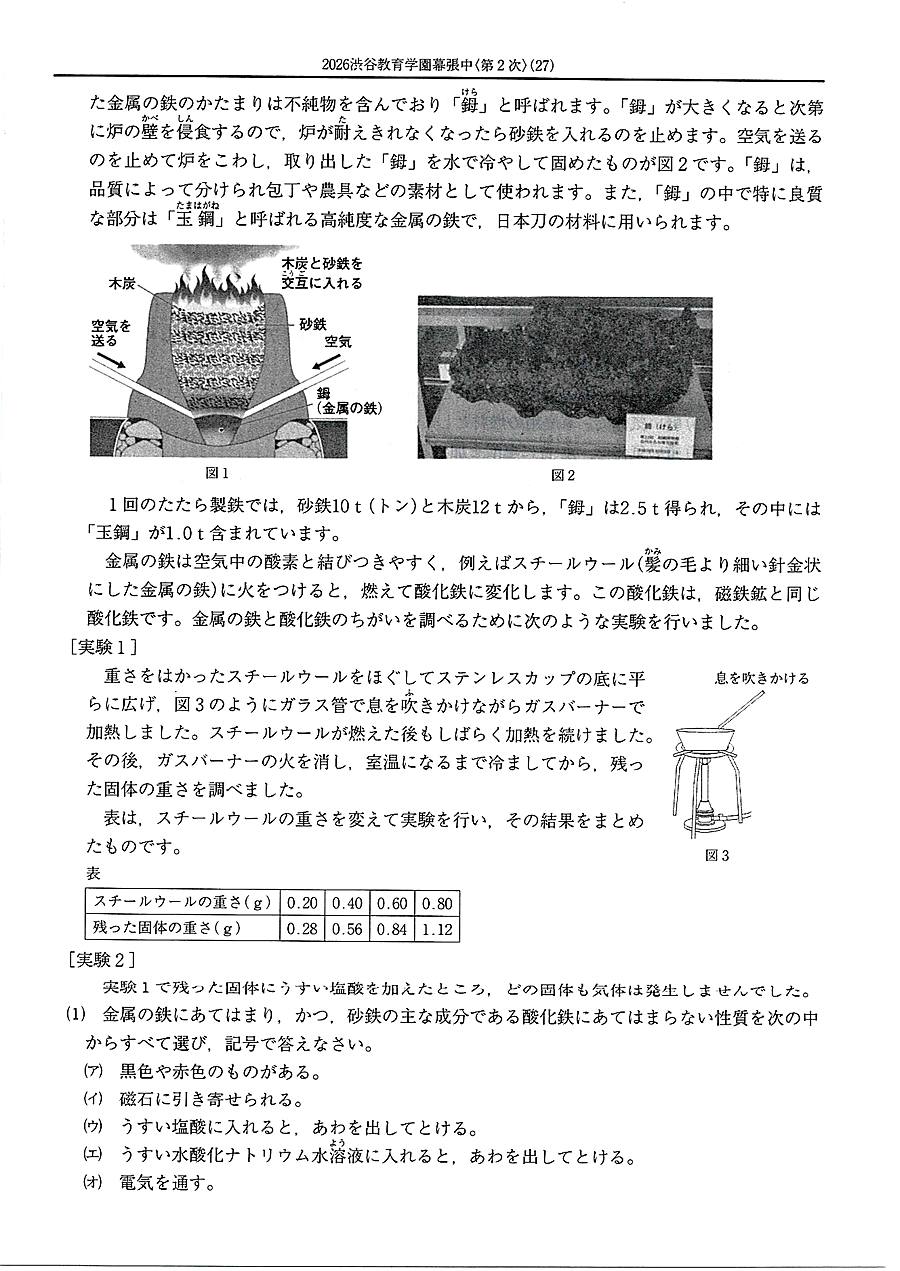 2026渋谷教育学園幕張中〈第2次〉(27)
た金属の鉄のかたまりは不純物を含んでおり「鉧」と呼ばれます。「鉧」が大きくなると次第
に炉の壁を侵食するので，炉が耐えきれなくなったら砂鉄を入れるのを止めます。空気を送る
のを止めて炉をこわし，取り出した「鉧」を水で冷やして固めたものが図2です。「鉧」は，
品質によって分けられ包丁や農具などの素材として使われます。また，「鉧」の中で特に良質
な部分は「玉鋼」と呼ばれる高純度な金属の鉄で，日本刀の材料に用いられます。
木炭と砂鉄を
交互に入れる
木炭
空気を
送る
砂鉄
空気
鉧
(金属の鉄)
図1
鉧(けら)
図2
1回のたたら製鉄では，砂鉄10t(トン)と木炭12tから，「鉧」は2.5t得られ，その中には
「玉鋼」が1.0t含まれています。
金属の鉄は空気中の酸素と結びつきやすく，例えばスチールウール(髪の毛より細い針金状
にした金属の鉄)に火をつけると，燃えて酸化鉄に変化します。この酸化鉄は，磁鉄鉱と同じ
酸化鉄です。金属の鉄と酸化鉄のちがいを調べるために次のような実験を行いました。
[実験1]
重さをはかったスチールウールをほぐしてステンレスカップの底に平
らに広げ，図3のようにガラス管で息を吹きかけながらガスバーナーで
加熱しました。スチールウールが燃えた後もしばらく加熱を続けました。
その後，ガスバーナーの火を消し，室温になるまで冷ましてから，残っ
た固体の重さを調べました。
表は，スチールウールの重さを変えて実験を行い，その結果をまとめ
たものです。
息を吹きかける
図3
表
スチールウールの重さ(g) 0.20 0.40 0.60 0.80
残った固体の重さ(g) 0.28 0.56 0.84 1.12
[実験2]
実験1で残った固体にうすい塩酸を加えたところ，どの固体も気体は発生しませんでした。
(1) 金属の鉄にあてはまり，かつ，砂鉄の主な成分である酸化鉄にあてはまらない性質を次の中
からすべて選び，記号で答えなさい。
(ア) 黒色や赤色のものがある。
(イ) 磁石に引き寄せられる。
(ウ) うすい塩酸に入れると，あわを出してとける。
(エ) うすい水酸化ナトリウム水溶液に入れると，あわを出してとける。
(オ) 電気を通す。